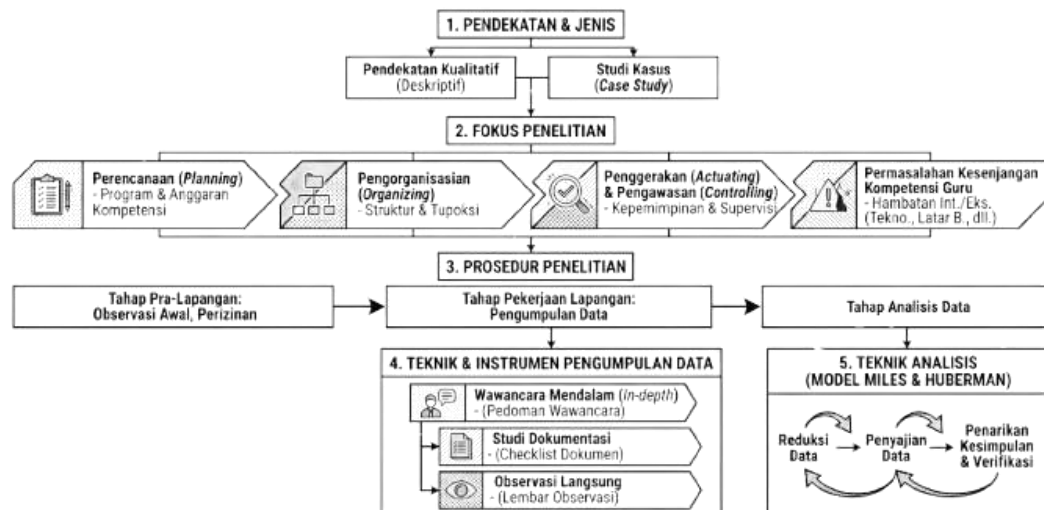 1. PENDEKATAN & JENIS
Pendekatan Kualitatif
(Deskriptif)
Studi Kasus
(Case Study)
2. FOKUS PENELITIAN
Perencanaan (Planning)
- Program & Anggaran
Kompetensi
Pengorganisasian
(Organizing)
- Struktur & Tupoksi
Penggerakan (Actuating)
& Pengawasan (Controlling)
- Kepemimpinan & Supervisi
Permasalahan Kesenjangan
Kompetensi Guru
- Hambatan Int./Eks.
(Tekno., Latar B., dll.)
3. PROSEDUR PENELITIAN
Tahap Pra-Lapangan:
Observasi Awal, Perizinan
Tahap Pekerjaan Lapangan:
Pengumpulan Data
Tahap Analisis Data
4. TEKNIK & INSTRUMEN PENGUMPULAN DATA
Wawancara Mendalam (in-depth)
- (Pedoman Wawancara)
Studi Dokumentasi
- (Checklist Dokumen)
Observasi Langsung
- (Lembar Observasi)
5. TEKNIK ANALISIS
(MODEL MILES & HUBERMAN)
Reduksi
Data
Penyajian
Data
Penarikan
Kesimpulan
& Verifikasi